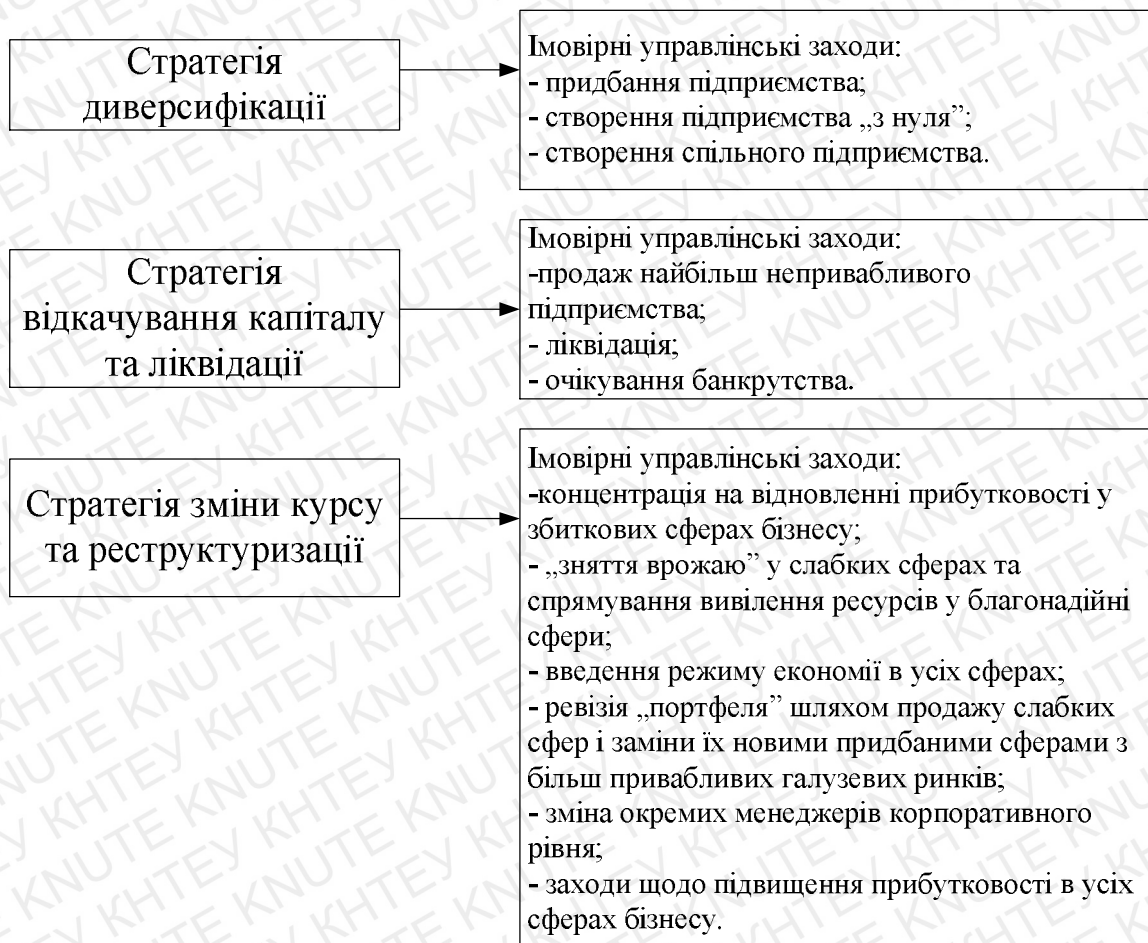 Стратегія
диверсифікації
Імовірні управлінські заходи:
- придбання підприємства;
- створення підприємства „з нуля”;
- створення спільного підприємства.
Стратегія
відкачування капіталу
та ліквідації
Імовірні управлінські заходи:
-продаж найбільш непривабливого
підприємства;
- ліквідація;
- очікування банкрутства.
Стратегія зміни курсу
та реструктуризації
Імовірні управлінські заходи:
-концентрація на відновленні прибутковості у
збиткових сферах бізнесу;
- „зняття врожаю” у слабких сферах та
спрямування вивілення ресурсів у благонадійні
сфери;
- введення режиму економії в усіх сферах;
- ревізія „портфеля” шляхом продажу слабких
сфер і заміни їх новими придбаними сферами з
більш привабливих галузевих ринків;
- зміна окремих менеджерів корпоративного
рівня;
- заходи щодо підвищення прибутковості в усіх
сферах бізнесу.